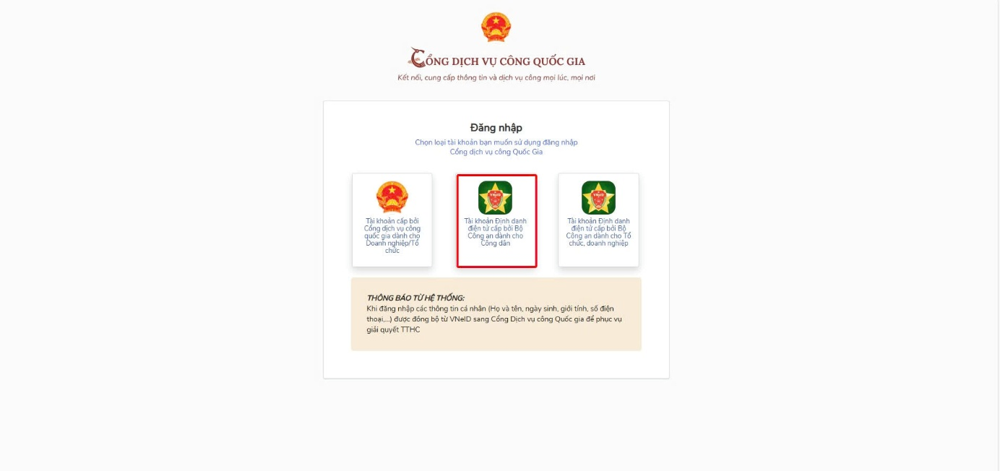 CỔNG DỊCH VỤ CÔNG QUỐC GIA
Kết nối, cung cấp thông tin và dịch vụ công mọi lúc, mọi nơi
Đăng nhập
Chọn loại tài khoản bạn muốn sử dụng đăng nhập
Cổng dịch vụ công Quốc Gia
Tài khoản cấp bởi
Cổng dịch vụ công
quốc gia dành cho
Doanh nghiệp/Tổ
chức
VNeID
Tài khoản Định danh
điện tử cấp bởi Bộ
Công an dành cho
Công dân
VNeID
Tài khoản Định danh
điện tử cấp bởi Bộ
Công an dành cho Tổ
chức, doanh nghiệp
THÔNG BÁO TỪ HỆ THỐNG:
Khi đăng nhập các thông tin cá nhân (Họ và tên, ngày sinh, giới tính, số điện
thoại,...) được đồng bộ từ VNeID sang Cổng Dịch vụ công Quốc gia để phục vụ
giải quyết TTHC